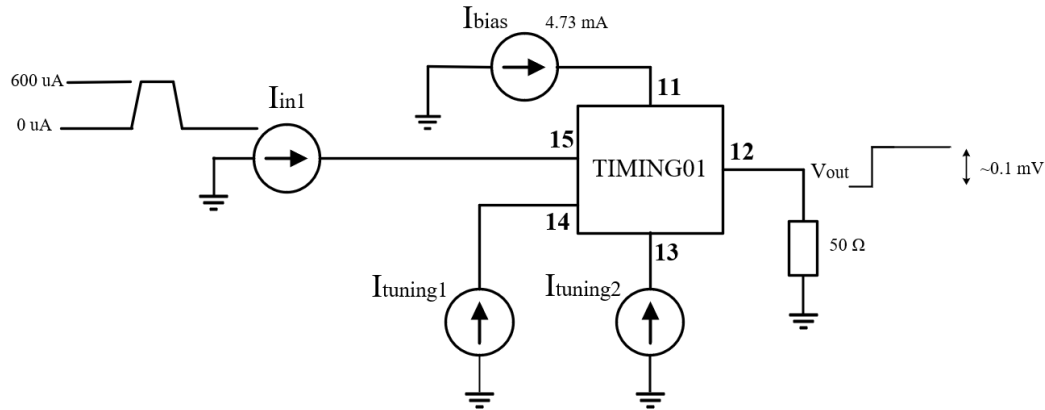 Ibias 4.73 mA
600 uA
0 uA
Iin1
11
15
TIMING01
12
Vout
~0.1 mV
14
13
50 Ω
Ituning1
Ituning2